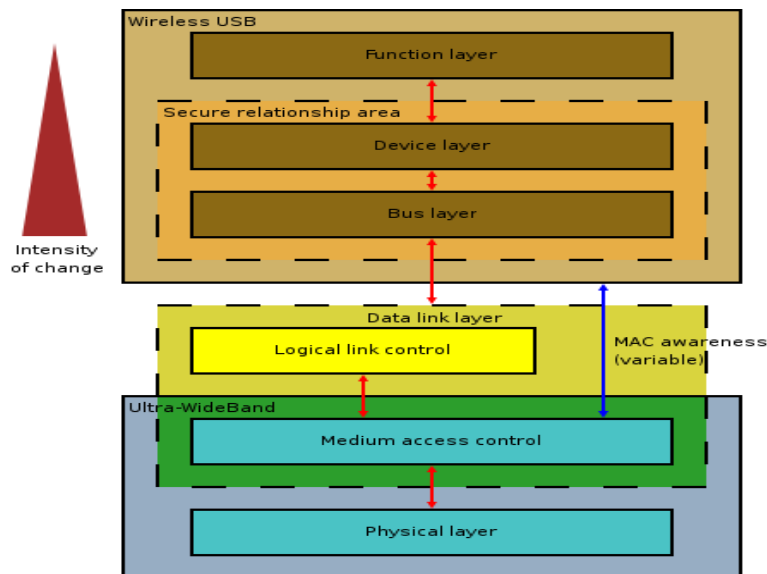 Wireless USB
Function layer
Secure relationship area
Device layer
Bus layer
Intensity
of change
Data link layer
Logical link control
MAC awareness
(variable)
Ultra-WideBand
Medium access control
Physical layer